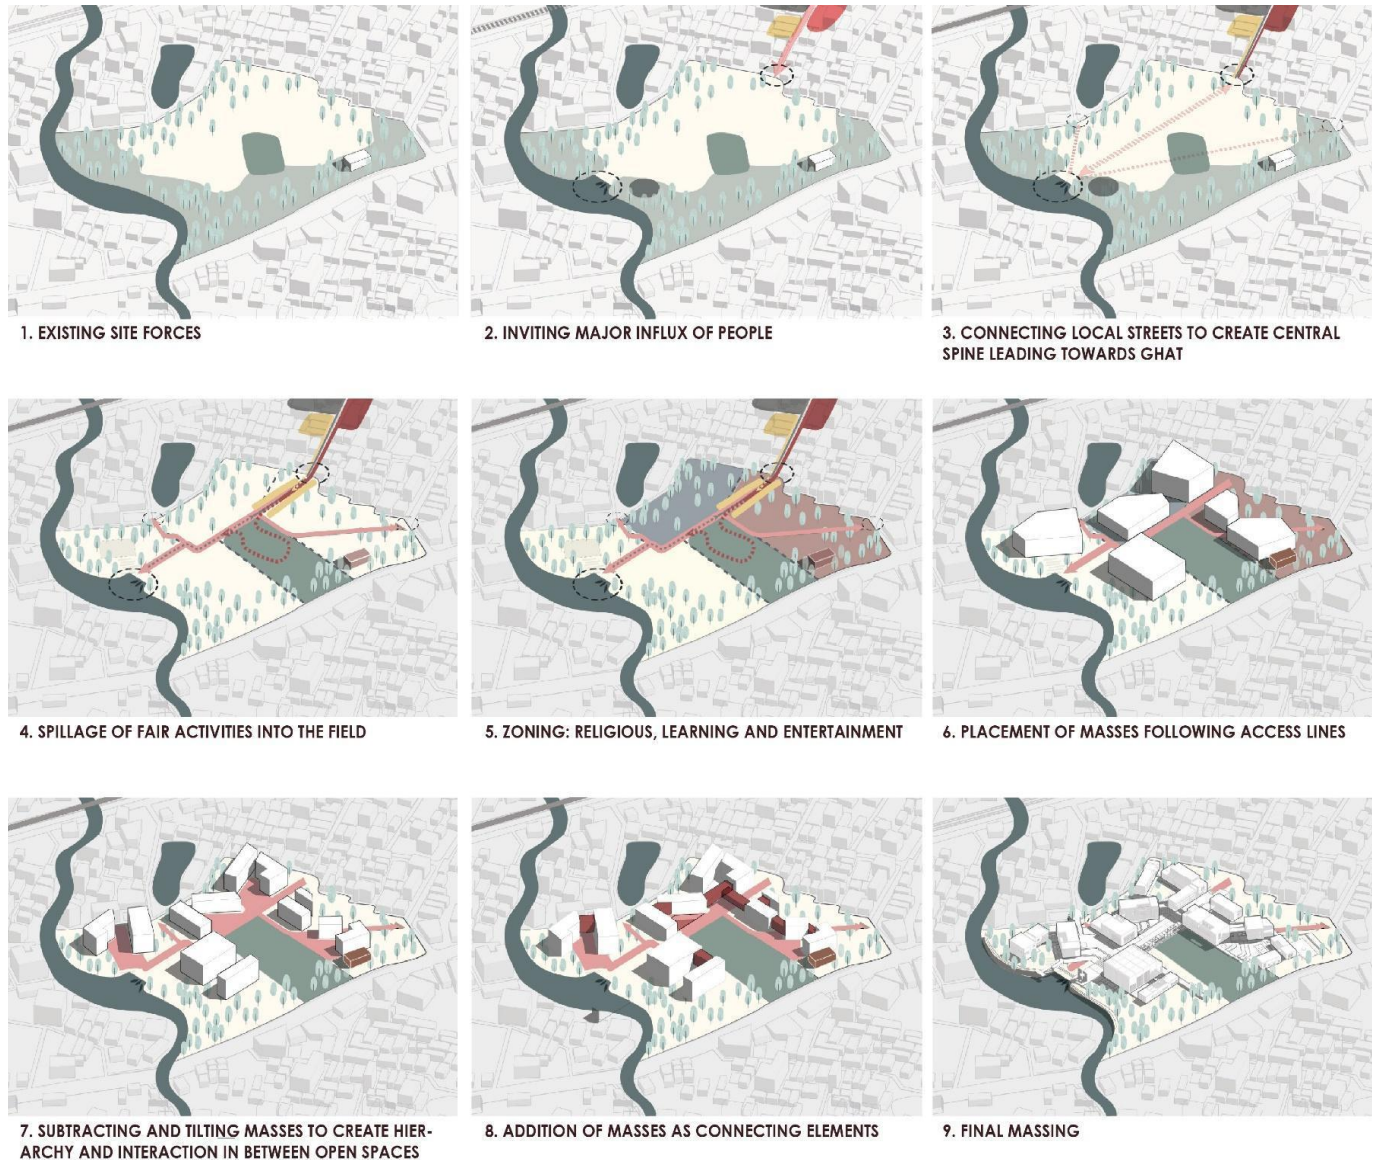 1. EXISTING SITE FORCES
2. INVITING MAJOR INFLUX OF PEOPLE
3. CONNECTING LOCAL STREETS TO CREATE CENTRAL
SPINE LEADING TOWARDS GHAT
4. SPILLAGE OF FAIR ACTIVITIES INTO THE FIELD
5. ZONING: RELIGIOUS, LEARNING AND ENTERTAINMENT
6. PLACEMENT OF MASSES FOLLOWING ACCESS LINES
7. SUBTRACTING AND TILTING MASSES TO CREATE HIER-
ARCHY AND INTERACTION IN BETWEEN OPEN SPACES
8. ADDITION OF MASSES AS CONNECTING ELEMENTS
9. FINAL MASSING